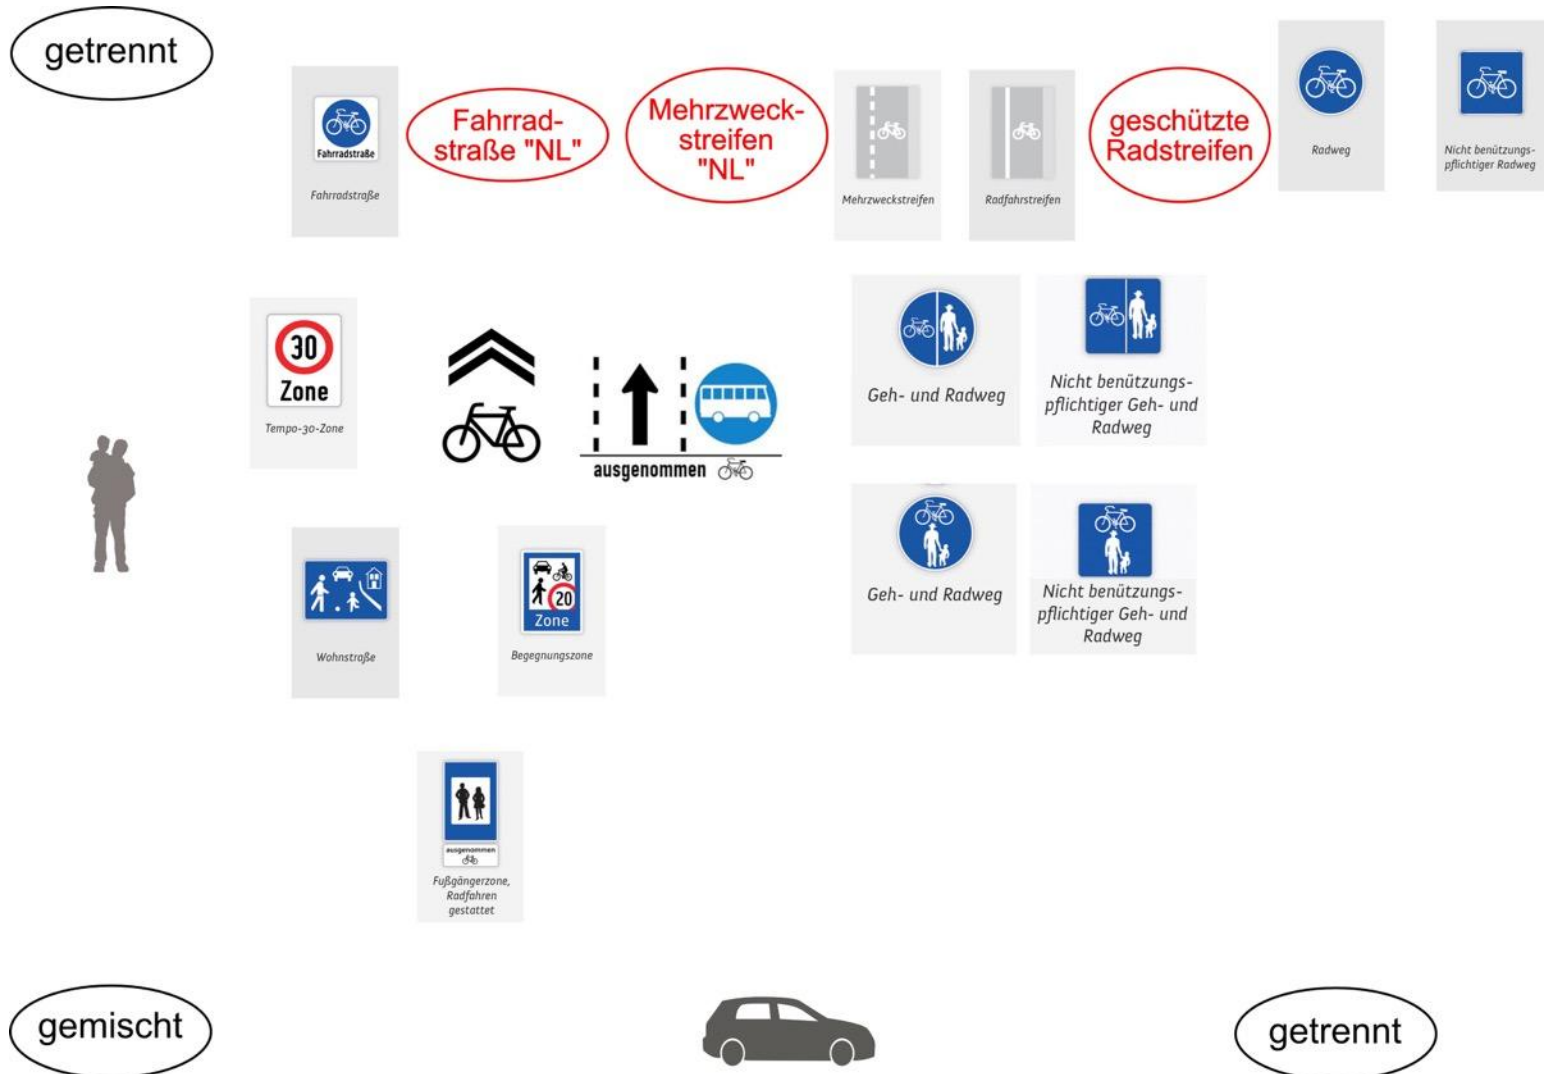 getrennt
Fahrradstraße
Fahrradstraße
Fahrrad-
straße "NL"
Mehrzweck-
streifen
"NL"
Mehrzweckstreifen
Radfahrstreifen
geschützte
Radstreifen
Radweg
Nicht benützungs-
pflichtiger Radweg
30
Zone
Tempo-30-Zone
ausgenommen
Geh- und Radweg
Nicht benützungs-
pflichtiger Geh- und
Radweg
Wohnstraße
20
Zone
Begegnungszone
Geh- und Radweg
Nicht benützungs-
pflichtiger Geh- und
Radweg
ausgenommen
Fußgängerzone,
Radfahren
gestattet
gemischt
getrennt